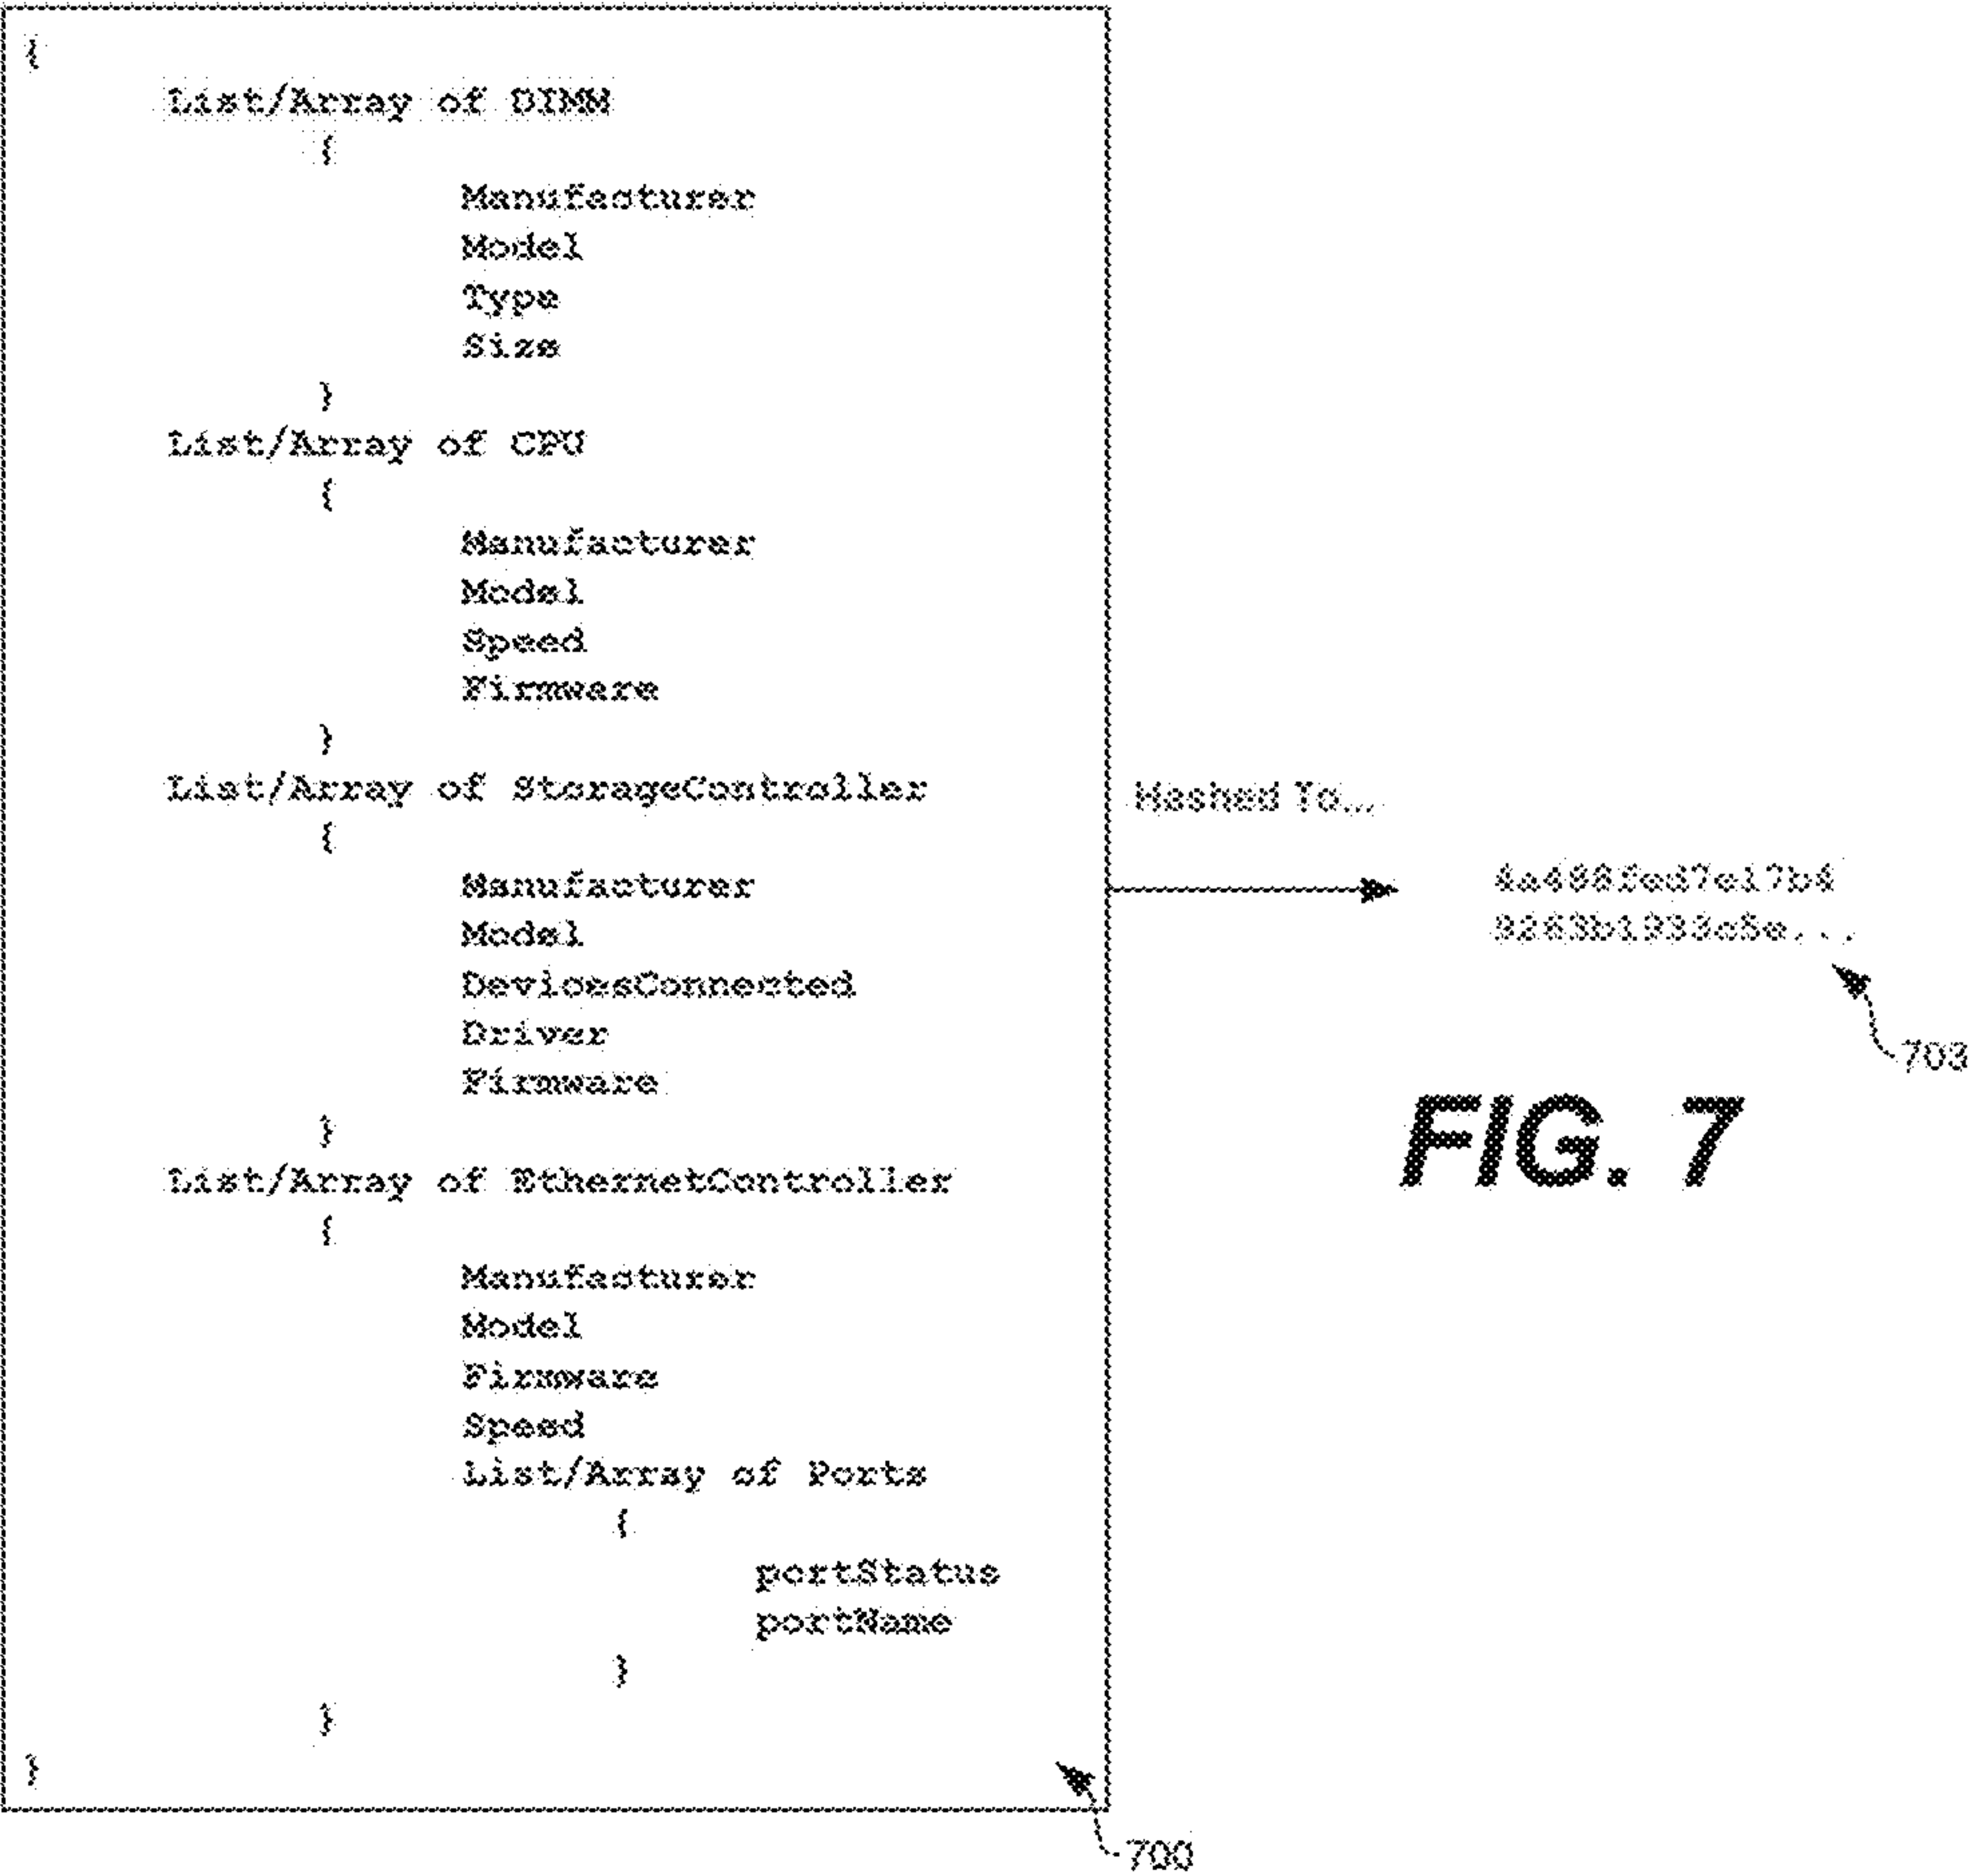 {
List/Array of DIMM
{
Manufacturer
Model
Type
Size
}
List/Array of CPU
{
Manufacturer
Model
Speed
Firmware
}
List/Array of StorageController
{
Manufacturer
Model
DevicesConnected
Driver
Firmware
}
List/Array of EthernetController
{
Manufacturer
Model
Firmware
Speed
List/Array of Ports
{
portStatus
portName
}
}
}
Hashed To...
703
FIG. 7
700